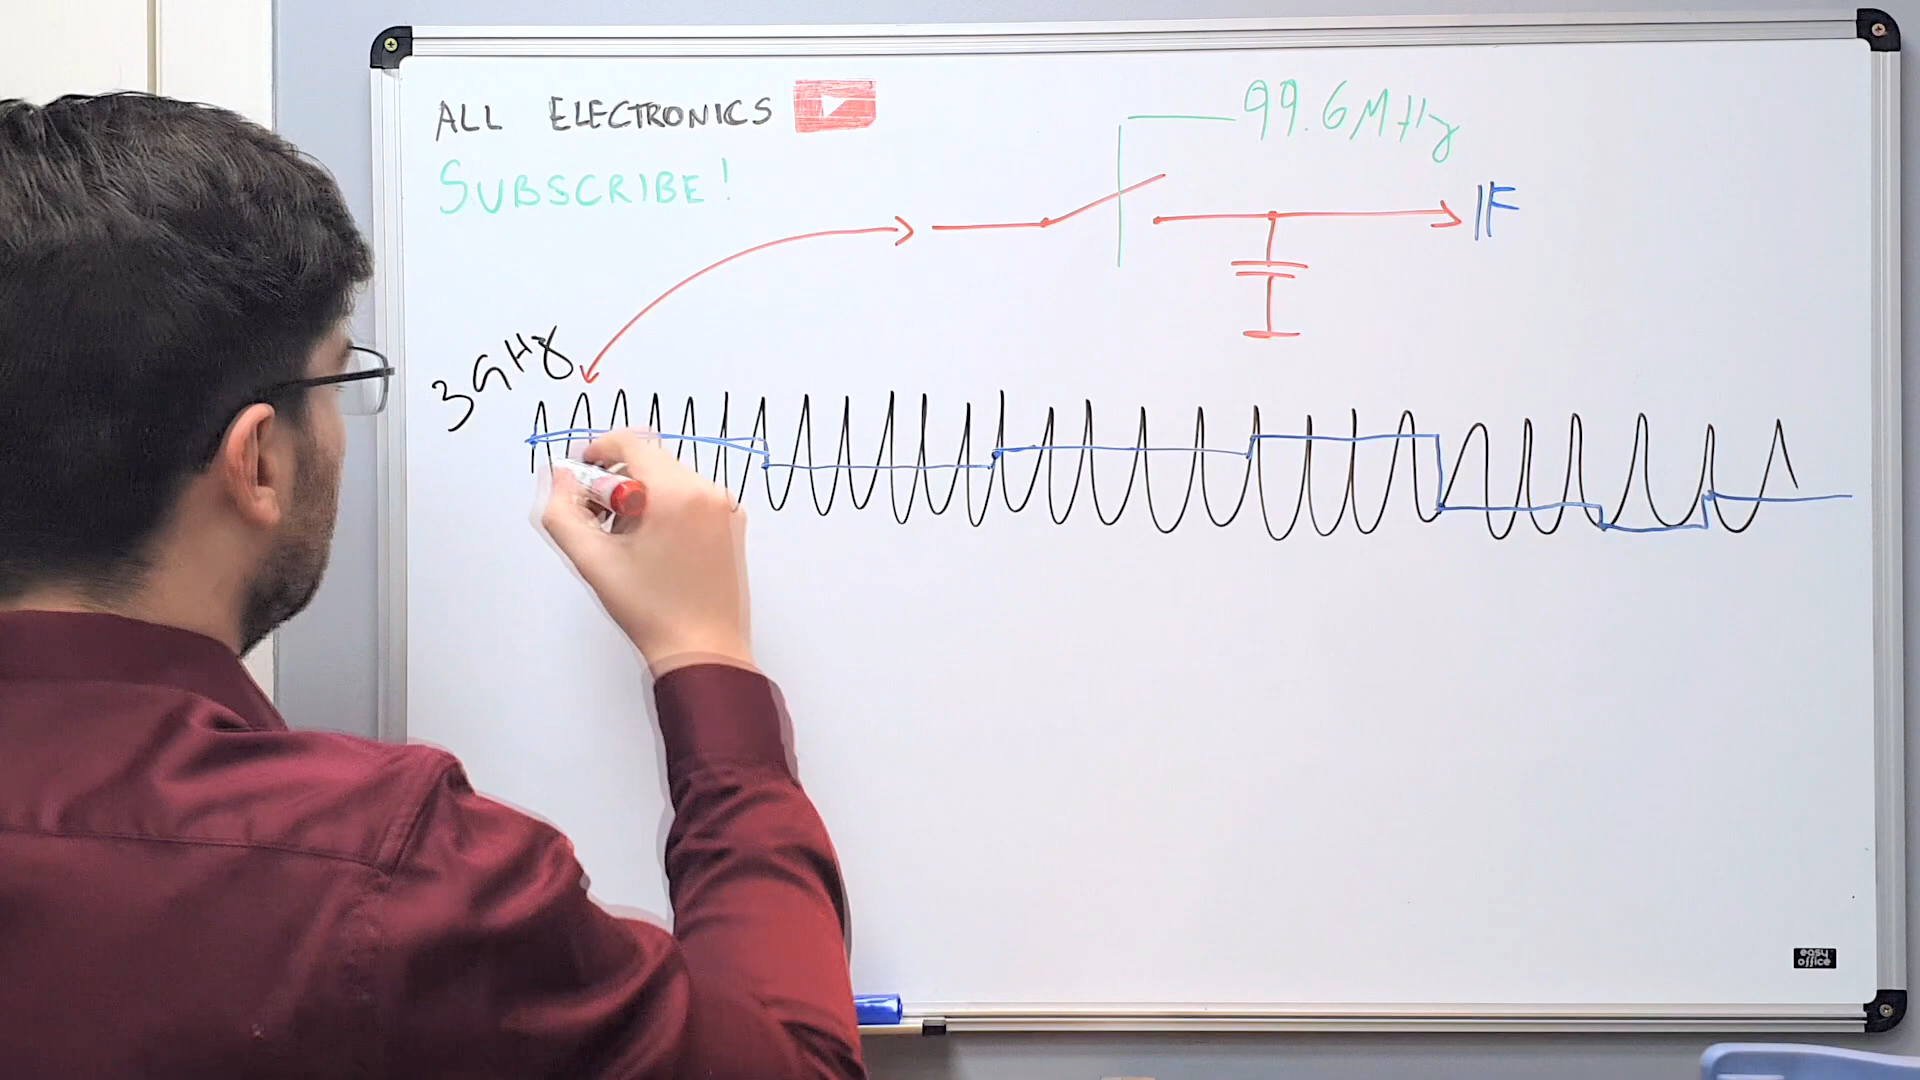 ALL ELECTRONICS
SUBSCRIBE!
99.6MHz
IF
3GHz
easy
office